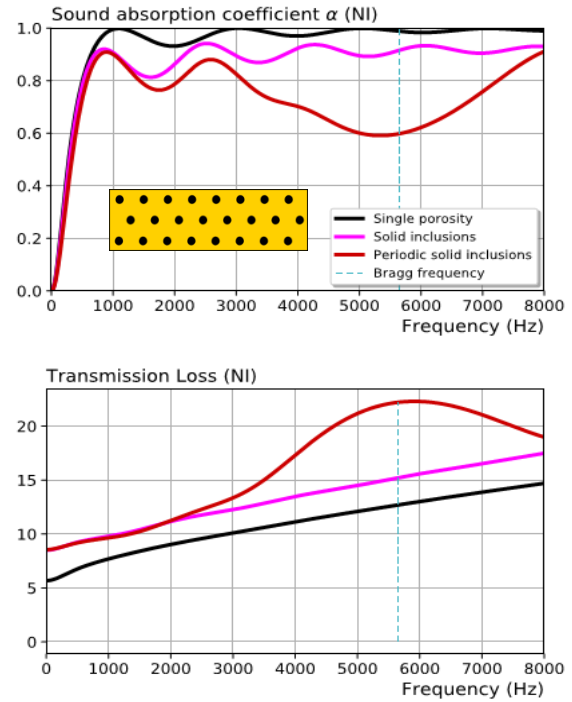 Sound absorption coefficient α (NI)
1.0
0.8
0.6
0.4
0.2
0.0
Single porosity
Solid inclusions
Periodic solid inclusions
Bragg frequency
0 1000 2000 3000 4000 5000 6000 7000 8000
Frequency (Hz)
Transmission Loss (NI)
20
15
10
5
0
0 1000 2000 3000 4000 5000 6000 7000 8000
Frequency (Hz)